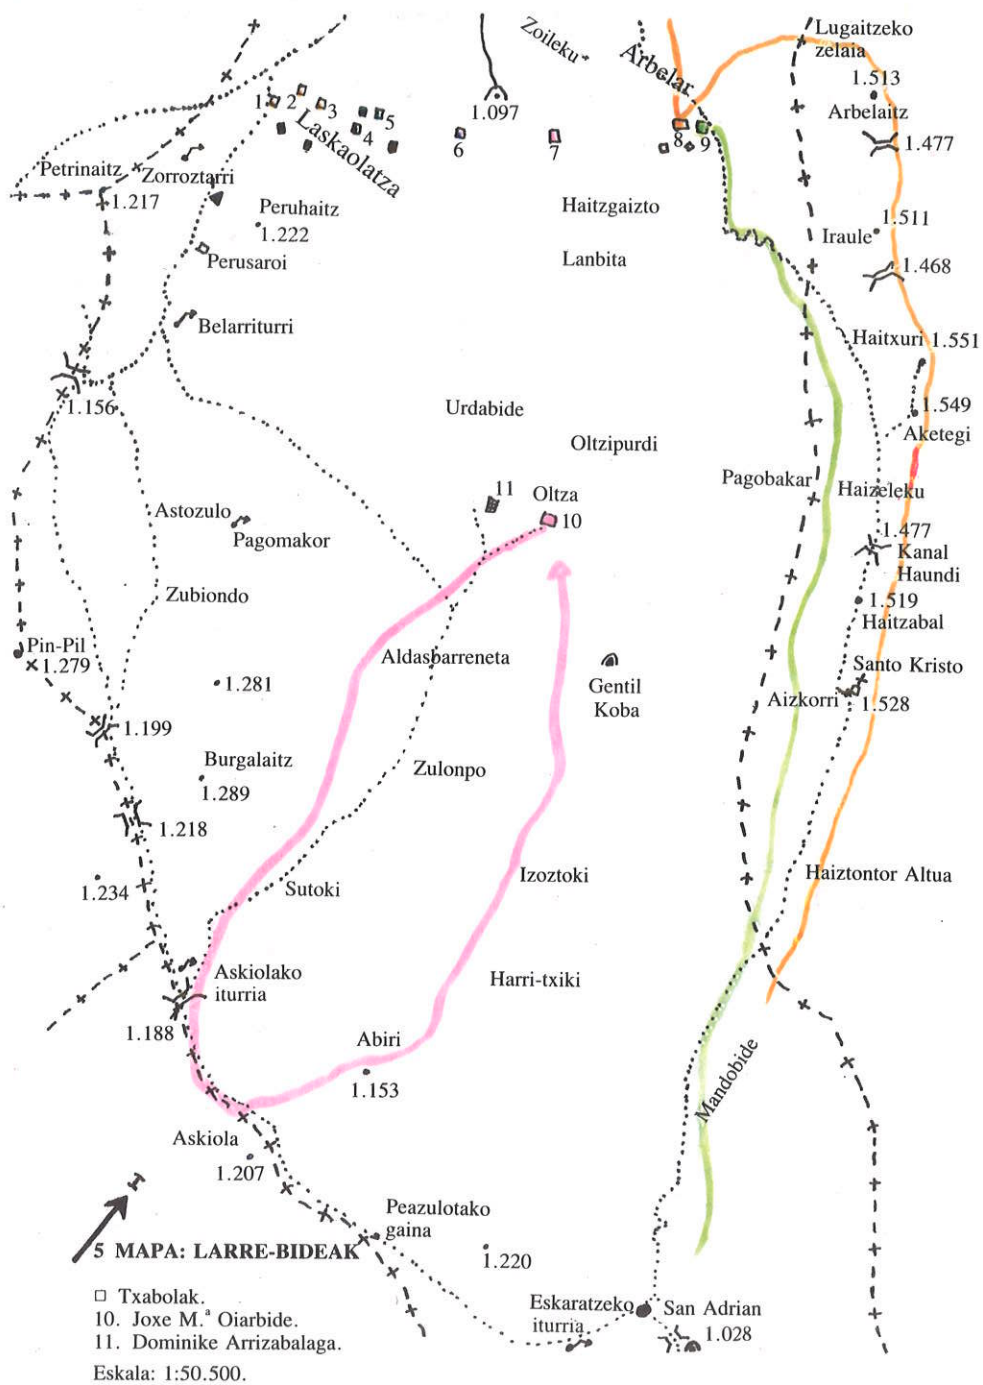 Lugaitzeko
zelaia
Zoileku
Arbelar
1.513
Arbelaitz
1
2
3
4
5
Laskaolatza
1.097
6
7
8
9
1.477
Petrinaitz
Zorroztarri
1.217
Peruhaitz
1.222
Haitzgaizto
1.511
Iraule
Perusaroi
Lanbita
1.468
Belarriturri
Haitxuri 1.551
1.156
Urdabide
1.549
Aketegi
Oltzipurdi
Pagobakar
Haizeleku
11
Oltza
10
Astozulo
Pagomakor
1.477
Kanal
Haundi
Zubiondo
1.519
Haitzabal
Pin-Pil
1.279
Aldasbarreneta
Gentil
Koba
Santo Kristo
Aizkorri
1.528
1.281
1.199
Burgalaitz
1.289
Zulonpo
1.218
1.234
Sutoki
Izoztoki
Haiztontor Altua
Askiolako
iturria
Harri-txiki
1.188
Abiri
1.153
Mandobide
Askiola
1.207
Peazulotako
gaina
1.220
5 MAPA: LARRE-BIDEAK
Txabolak.
10. Joxe M.ª Oiarbide.
11. Dominike Arrizabalaga.
Eskala: 1:50.500.
Eskaratzeko
iturria
San Adrian
1.028